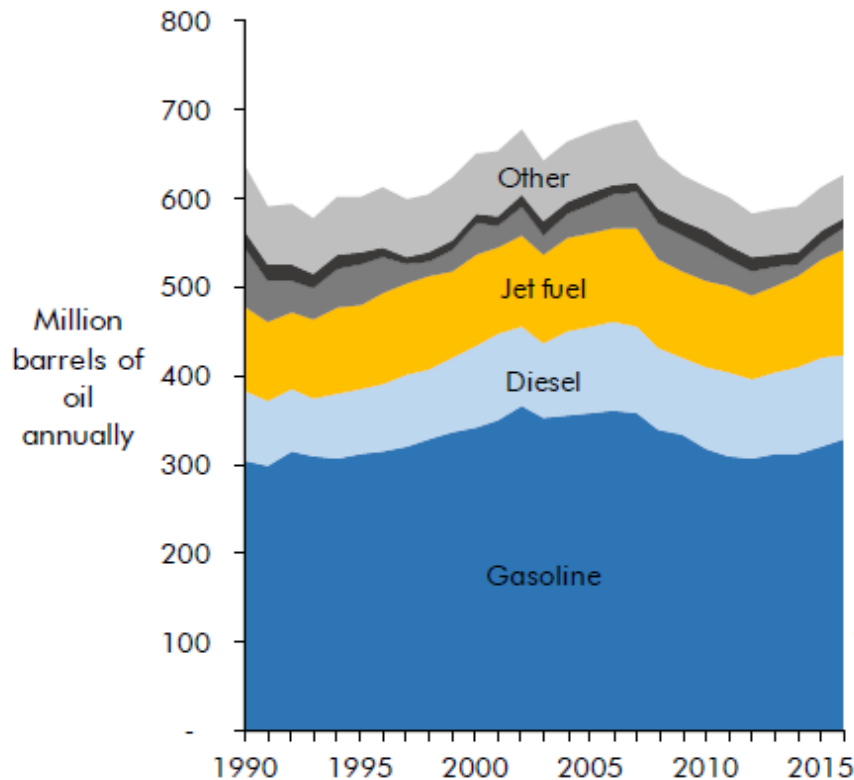 800
700
600
500
400
300
200
100
-
Million
barrels of
oil
annually
Other
Jet fuel
Diesel
Gasoline
1990 1995 2000 2005 2010 2015